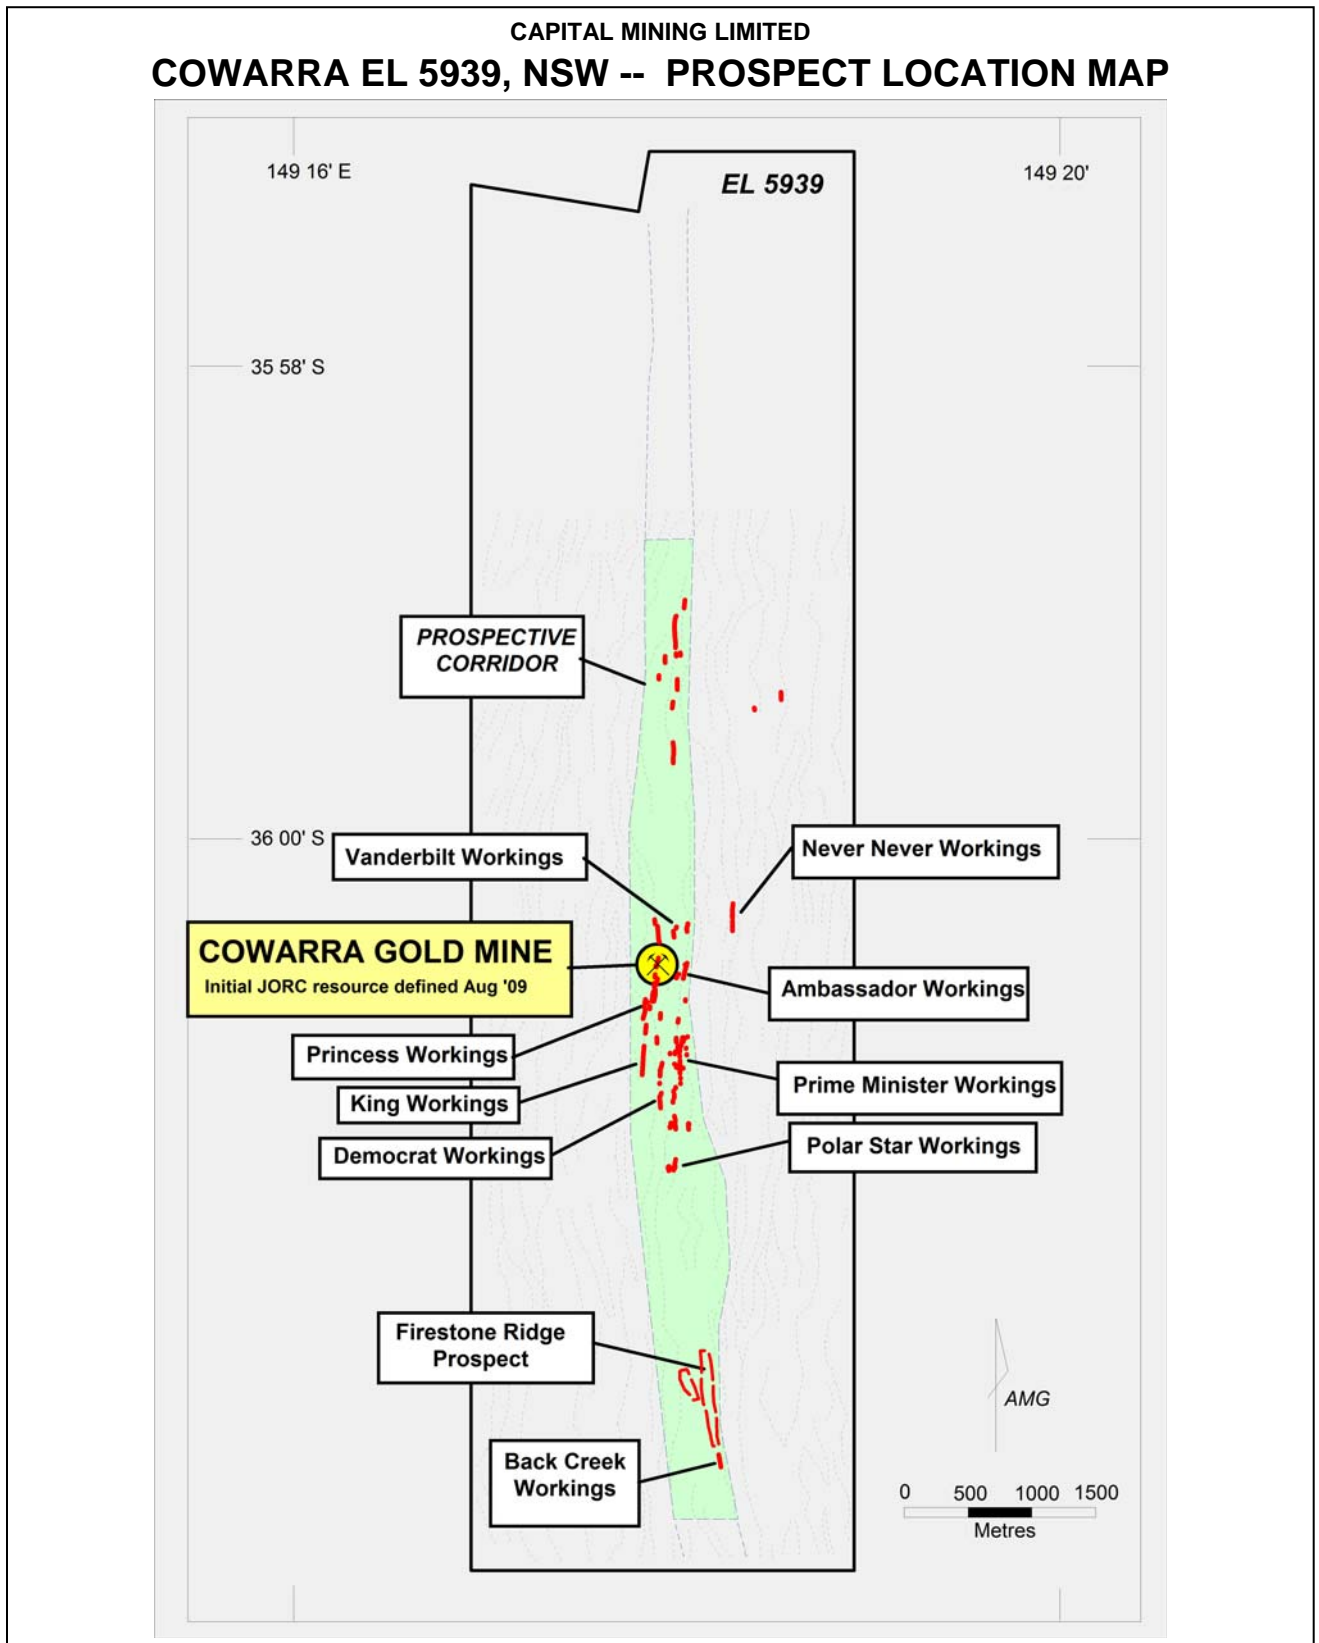 CAPITAL MINING LIMITED
COWARRA EL 5939, NSW -- PROSPECT LOCATION MAP
149 16' E
EL 5939
149 20'
35 58' S
PROSPECTIVE
CORRIDOR
36 00' S
Vanderbilt Workings
Never Never Workings
COWARRA GOLD MINE
Initial JORC resource defined Aug '09
Ambassador Workings
Princess Workings
Prime Minister Workings
King Workings
Democrat Workings
Polar Star Workings
Firestone Ridge
Prospect
AMG
Back Creek
Workings
0 500 1000 1500
Metres